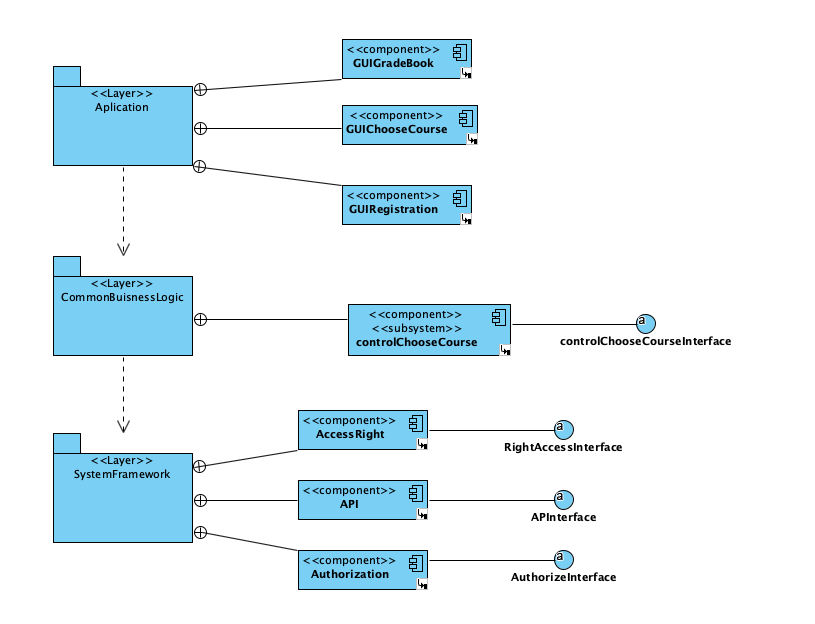 <<component>>
GUIGradeBook
<<Layer>>
Aplication
<<component>>
GUIChooseCourse
<<component>>
GUIRegistration
<<Layer>>
CommonBuisnessLogic
<<component>>
<<subsystem>>
controlChooseCourse
a
controlChooseCourseInterface
<<component>>
AccessRight
a
RightAccessInterface
<<Layer>>
SystemFramework
<<component>>
API
a
APInterface
<<component>>
Authorization
a
AuthorizeInterface